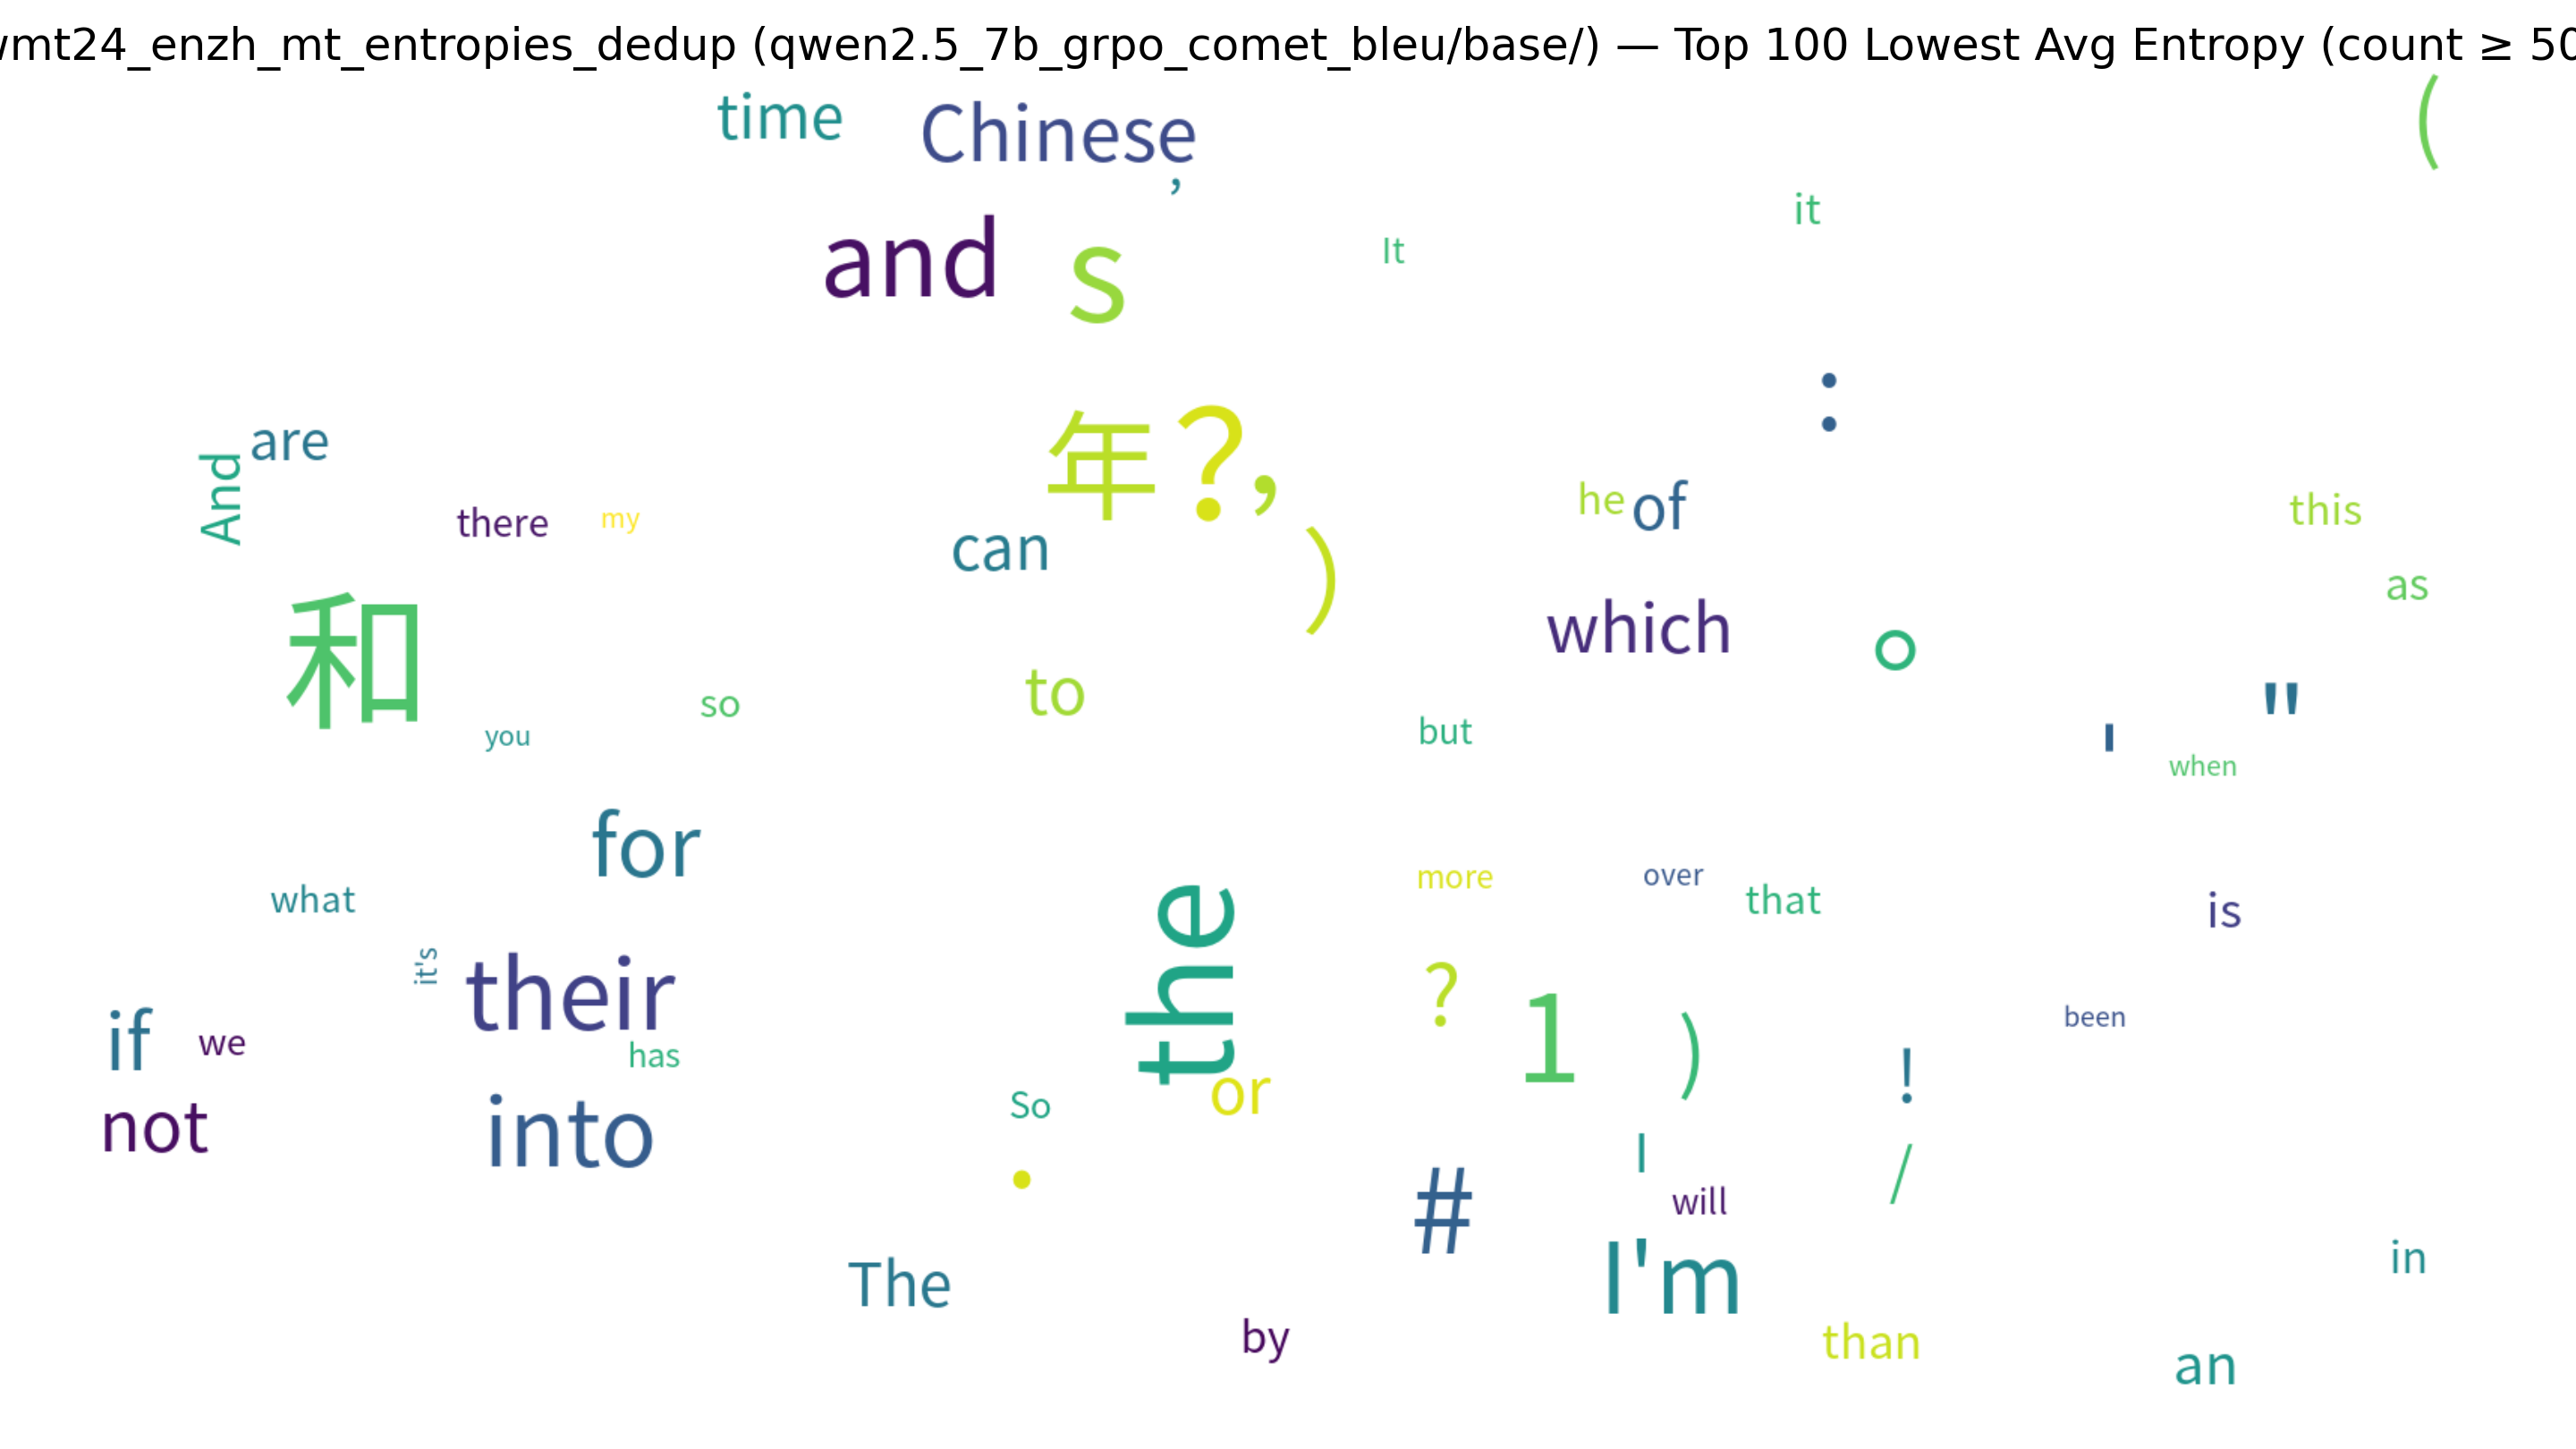 wmt24_enzh_mt_entropies_dedup (qwen2.5_7b_grpo_comet_bleu/base/) — Top 100 Lowest Avg Entropy (count ≥ 50
time
Chinese
(
,
it
and
s
It
:
年
?
,
are
And
he
of
this
there
my
can
)
as
和
which
。
to
so
"
you
but
'
when
for
more
over
that
what
the
is
it's
their
?
1
)
been
if
we
has
!
or
So
not
into
I
/
.
#
will
The
I'm
in
by
than
an